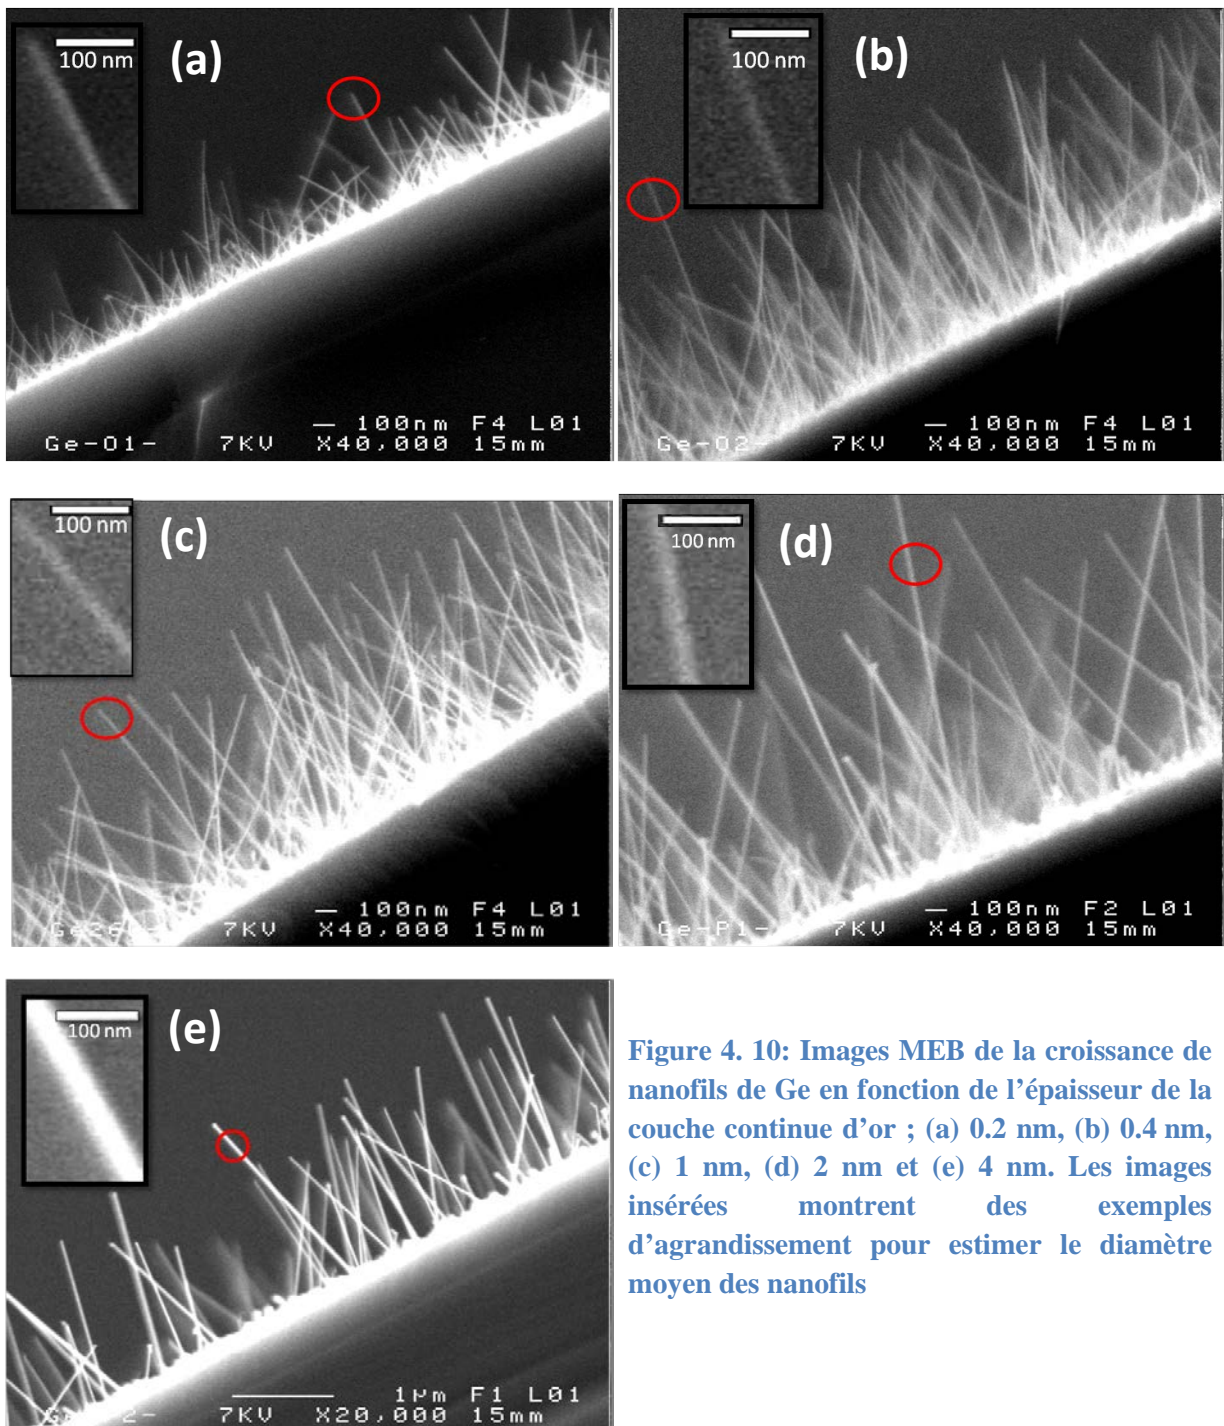 100 nm
(a)
100nm F4 L01
Ge-01- 7KV X40,000 15mm
100 nm
(b)
100nm F4 L01
Ge-02- 7KV X40,000 15mm
100 nm
(c)
100nm F4 L01
7KV X40,000 15mm
100 nm
(d)
100nm F2 L01
Ge-P1- 7KV X40,000 15mm
100 nm
(e)
1µm F1 L01
7KV X20,000 15mm
Figure 4. 10: Images MEB de la croissance de
nanofils de Ge en fonction de l’épaisseur de la
couche continue d’or ; (a) 0.2 nm, (b) 0.4 nm,
(c) 1 nm, (d) 2 nm et (e) 4 nm. Les images
insérées montrent des exemples
d’agrandissement pour estimer le diamètre
moyen des nanofils